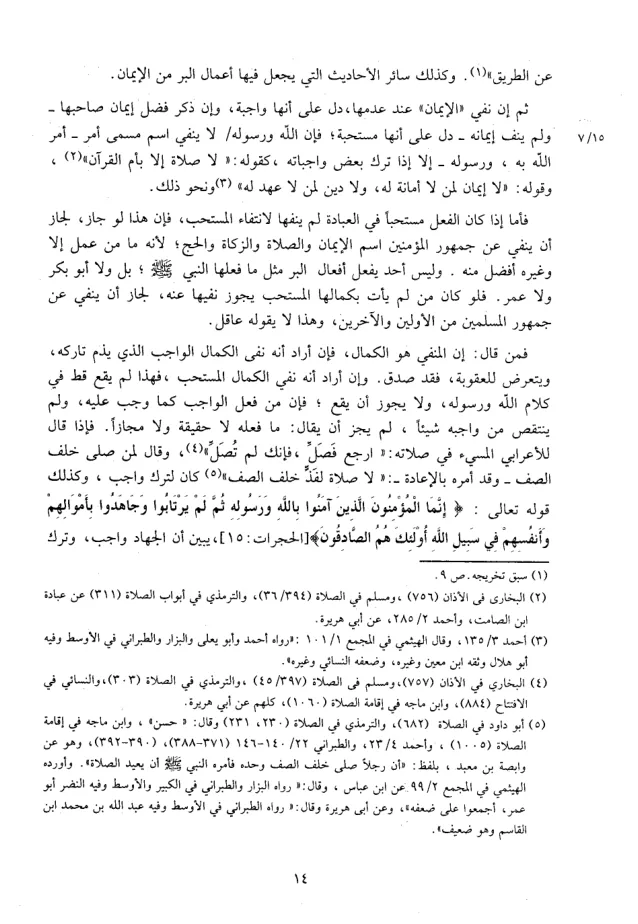 عن الطريق»(١). وكذلك سائر الأحاديث التي يجعل فيها أعمال البر من الإيمان.
ثم إن نفي «الإيمان» عند عدمها، دل على أنها واجبة، وإن ذكر فضل إيمان صاحبها ـ
٧/١٥
ولم ينف إيمانه ـ دل على أنها مستحبة؛ فإن الله ورسوله/ لا ينفي اسم مسمى أمر ـ أمر
الله به ، ورسوله ـ إلا إذا ترك بعض واجباته ،كقوله:« لا صلاة إلا بأم القرآن»(٢) ،
وقوله: «لا إيمان لمن لا أمانة له، ولا دين لمن لا عهد له» (٣)ونحو ذلك.
فأما إذا كان الفعل مستحباً في العبادة لم ينفها لانتفاء المستحب، فإن هذا لو جاز، لجاز
أن ينفي عن جمهور المؤمنين اسم الإيمان والصلاة والزكاة والحج؛ لأنه ما من عمل إلا
وغيره أفضل منه . وليس أحد يفعل أفعال البر مثل ما فعلها النبي ﷺ ؛ بل ولا أبو بكر
ولا عمر. فلو كان من لم يأت بكمالها المستحب يجوز نفيها عنه، لجاز أن ينفي عن
جمهور المسلمين من الأولين والآخرين، وهذا لا يقوله عاقل.
فمن قال: إن المنفي هو الكمال، فإن أراد أنه نفى الكمال الواجب الذي يذم تاركه،
ويتعرض للعقوبة، فقد صدق. وإن أراد أنه نفي الكمال المستحب ،فهذا لم يقع قط في
كلام الله ورسوله، ولا يجوز أن يقع ؛ فإن من فعل الواجب كما وجب عليه، ولم
ينتقص من واجبه شيئاً ، لم يجز أن يقال: ما فعله لا حقيقة ولا مجازاً. فإذا قال
للأعرابي المسيء في صلاته:« ارجع فَصَلِّ ،فإنك لم تُصَلِّ»(٤)، وقال لمن صلى خلف
الصف ـ وقد أمره بالإعادة ـ:« لا صلاة لفَذٍّ خلف الصف»(٥) كان لترك واجب ، وكذلك
قوله تعالى : ﴿ إِنَّمَا الْمُؤْمِنُونَ الَّذِينَ آمَنُوا بِاللَّهِ وَرَسُولِهِ ثُمَّ لَمْ يَرْتَابُوا وَجَاهَدُوا بِأَمْوَالِهِمْ
وَأَنفُسِهِمْ فِي سَبِيلِ اللَّهِ أُوْلَئِكَ هُمُ الصَّادِقُونَ﴾[الحجرات:١٥]،يبين أن الجهاد واجب، وترك
(١) سبق تخريجه. ص ٩.
(٢) البخارى فى الأذان (٧٥٦) ،ومسلم في الصلاة (٣٦/٣٩٤)، والترمذي في أبواب الصلاة (٣١١) عن عبادة
ابن الصامت، وأحمد ٢٨٥/٢، عن أبي هريرة.
(٣) أحمد ١٣٥/٣، وقال الهيثمي في المجمع ١٠١/١ :«رواه أحمد وأبو يعلى والبزار والطبراني في الأوسط وفيه
أبو هلال وثقه ابن معين وغيره، وضعفه النسائي وغيره».
(٤) البخاري في الأذان (٧٥٧)،ومسلم فى الصلاة (٤٥/٣٩٧) ،والترمذي في الصلاة (٣٠٣)،والنسائي في
الافتتاح (٨٨٤)، وابن ماجه في إقامة الصلاة (١٠٦٠)، كلهم عن أبي هريرة.
(٥) أبو داود في الصلاة (٦٨٢)، والترمذي في الصلاة (٢٣٠، ٢٣١) وقال: « حسن» ، وابن ماجه في إقامة
الصلاة (١٠٠٥) ، وأحمد ٢٣/٤، والطبراني ١٤٠/٢٢-١٤٦ (٣٧١-٣٨٨)، (٣٩٠-٣٩٢)، وهو عن
وابصة بن معبد ، بلفظ: «أن رجلاً صلى خلف الصف وحده فأمره النبي ﷺ أن يعيد الصلاة». وأورده
الهيثمي في المجمع ٩٩/٢ عن ابن عباس ، وقال:« رواه البزار والطبراني في الكبير والأوسط وفيه النضر أبو
عمر، أجمعوا على ضعفه»، وعن أبى هريرة وقال:« رواه الطبراني في الأوسط وفيه عبد الله بن محمد ابن
القاسم وهو ضعيف».
١٤